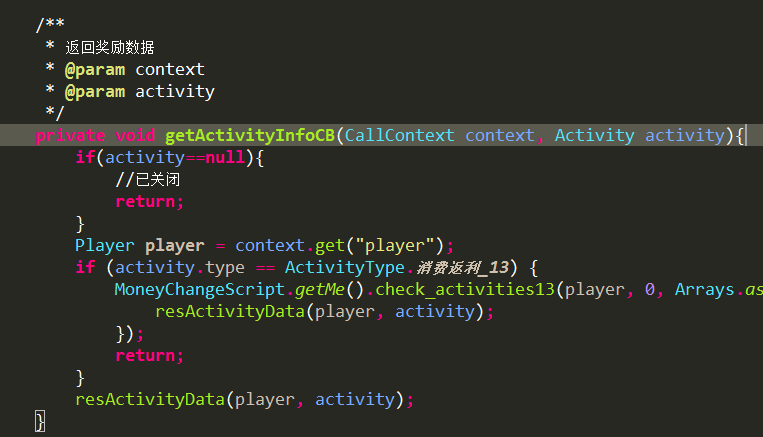 /**
 * 返回奖励数据
 * @param context
 * @param activity
 */
private void getActivityInfoCB(CallContext context, Activity activity){
    if(activity==null){
        //已关闭
        return;
    }
    Player player = context.get("player");
    if (activity.type == ActivityType.消费返利_13) {
        MoneyChangeScript.getMe().check_activities13(player, 0, Arrays.as
            resActivityData(player, activity);
        });
        return;
    }
    resActivityData(player, activity);
}